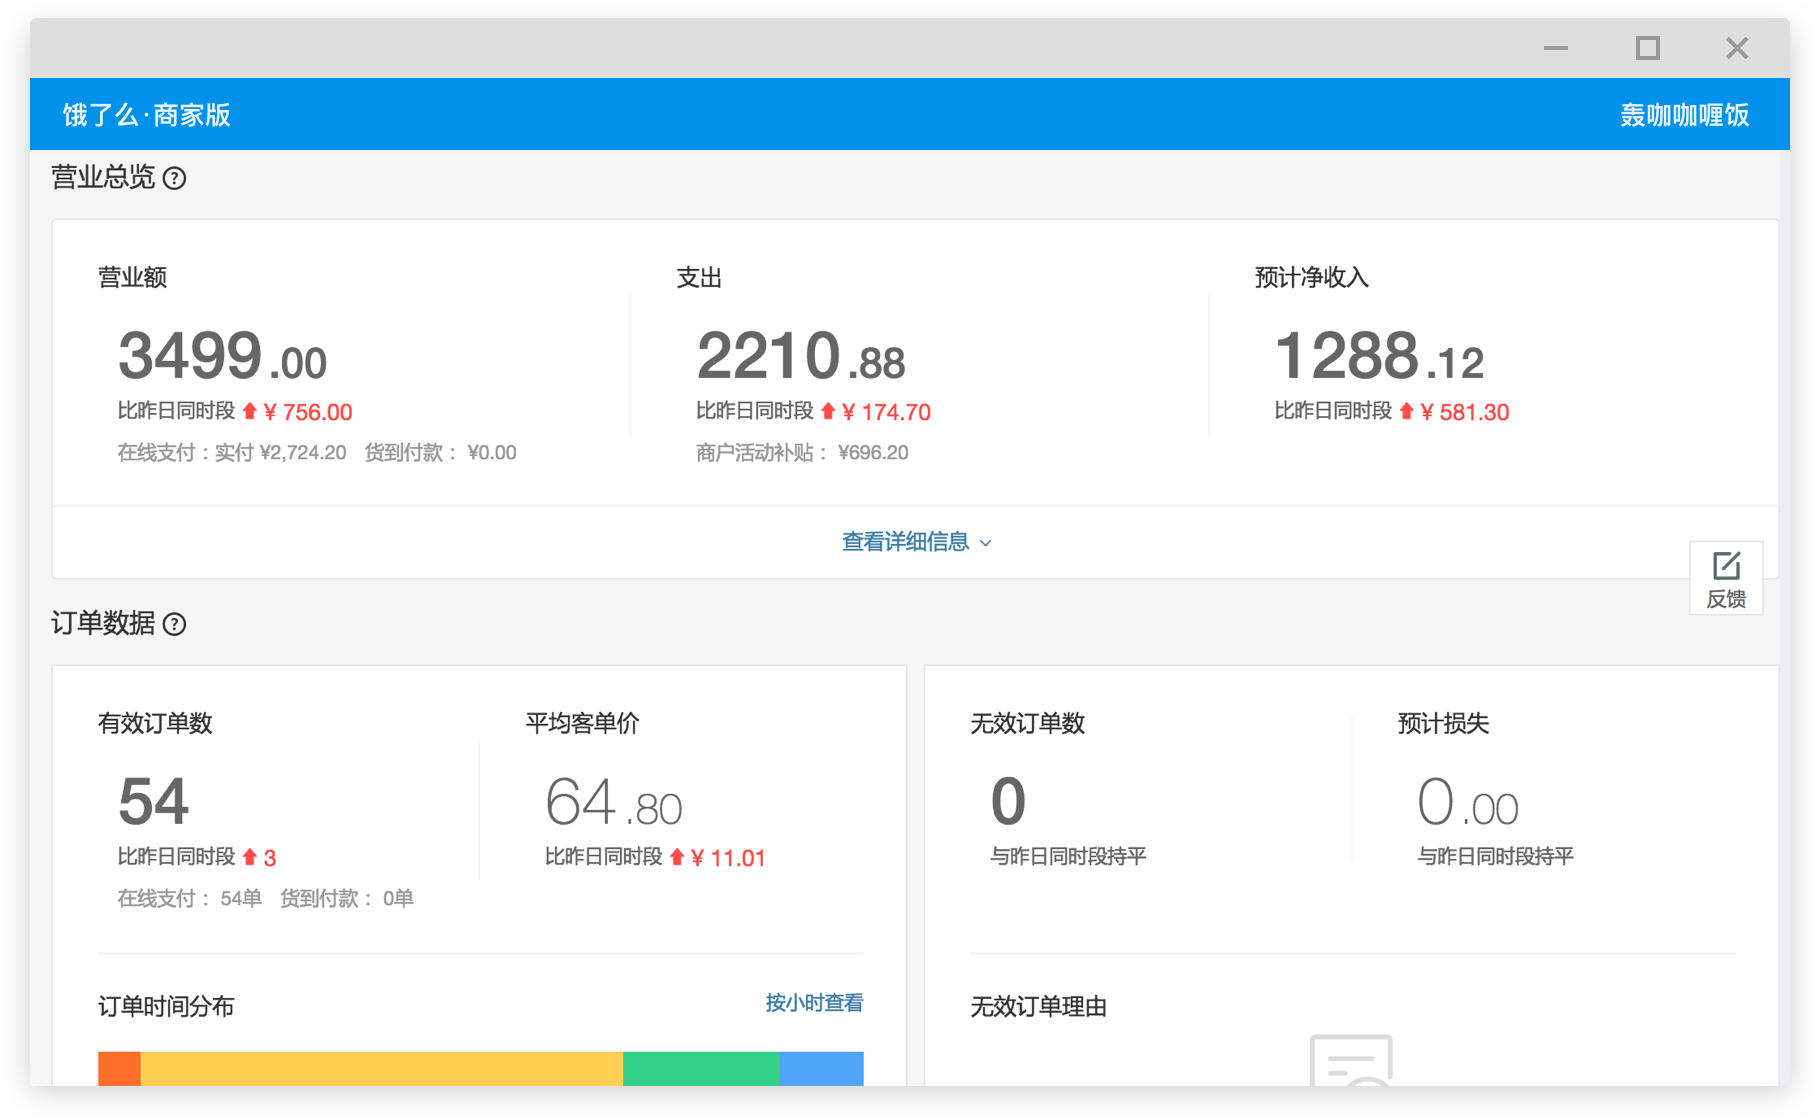 饿了么·商家版
轰咖咖喱饭
营业总览 ?
营业额
3499.00
比昨日同时段 ¥ 756.00
在线支付：实付 ¥2,724.20 货到付款： ¥0.00
支出
2210.88
比昨日同时段 ¥ 174.70
商户活动补贴： ¥696.20
预计净收入
1288.12
比昨日同时段 ¥ 581.30
查看详细信息
反馈
订单数据 ?
有效订单数
54
比昨日同时段 3
在线支付： 54单 货到付款： 0单
平均客单价
64.80
比昨日同时段 ¥ 11.01
无效订单数
0
与昨日同时段持平
预计损失
0.00
与昨日同时段持平
订单时间分布
按小时查看
无效订单理由